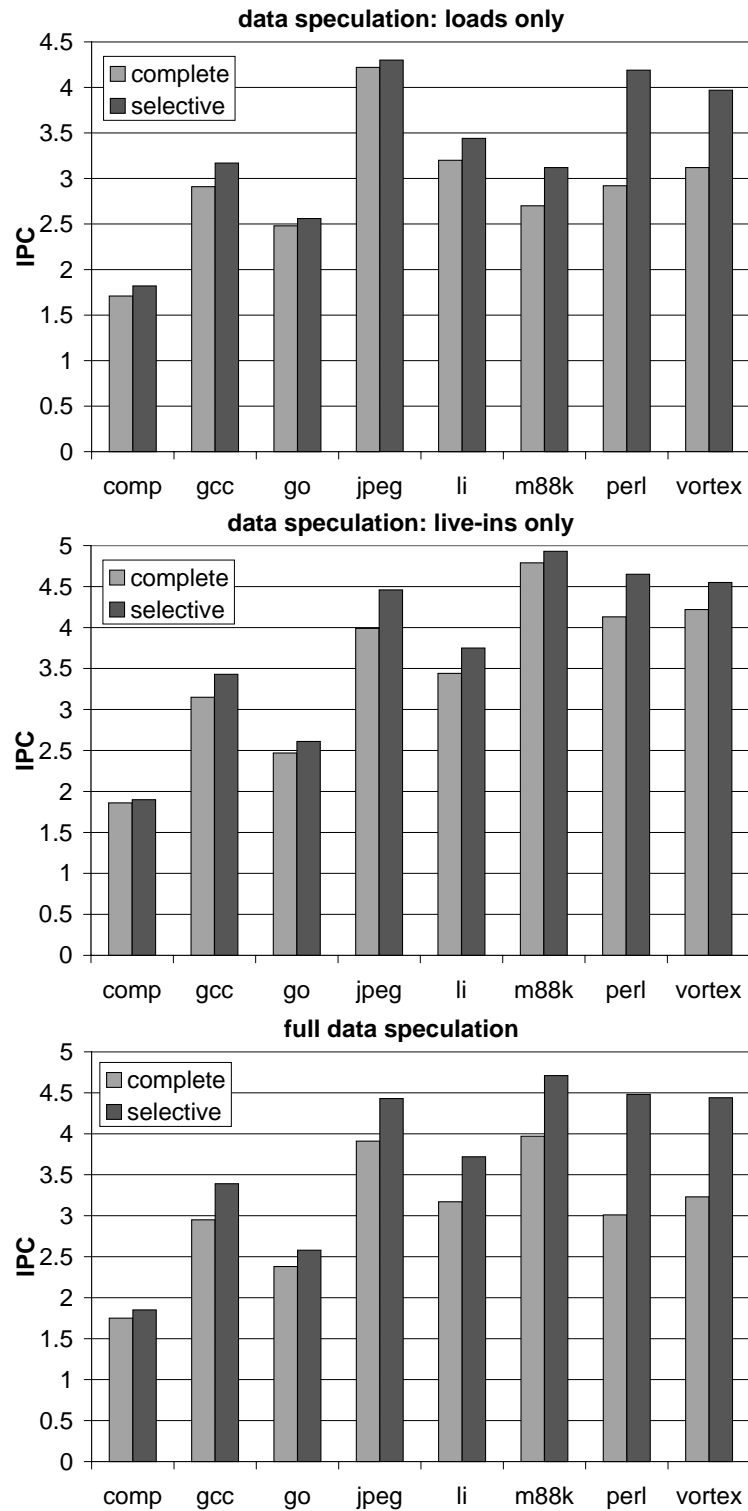 data speculation: loads only
4.5
complete
selective
4
3.5
3
2.5
IPC
2
1.5
1
0.5
0
comp gcc go jpeg li m88k perl vortex
data speculation: live-ins only
5
complete
selective
4.5
4
3.5
3
2.5
IPC
2
1.5
1
0.5
0
comp gcc go jpeg li m88k perl vortex
full data speculation
5
complete
selective
4.5
4
3.5
3
2.5
IPC
2
1.5
1
0.5
0
comp gcc go jpeg li m88k perl vortex